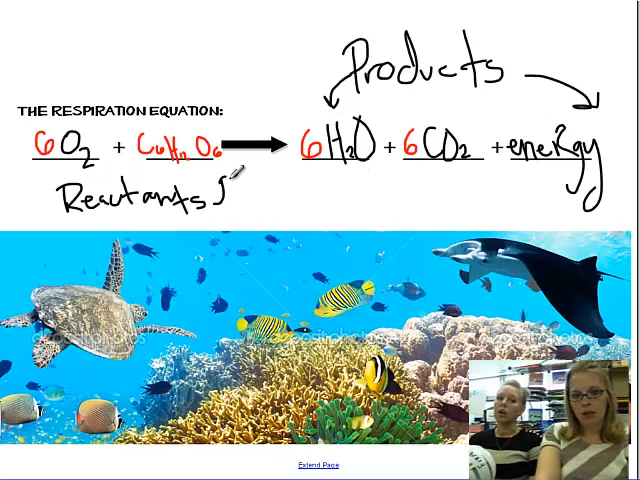 Products
THE RESPIRATION EQUATION:
6O2 + C6H12O6 → 6H2O + 6CO2 + energy
Reactants
Extend Page